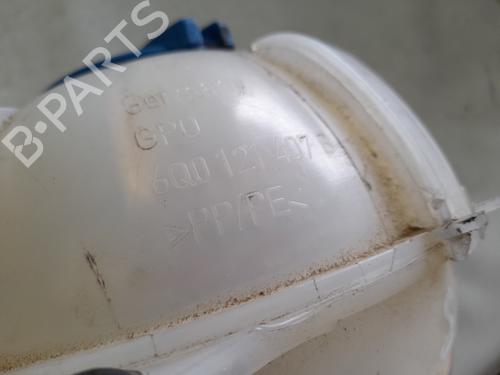 B-PARTS
Germany
GPU
6Q0 121 407 B
>PP/PE<